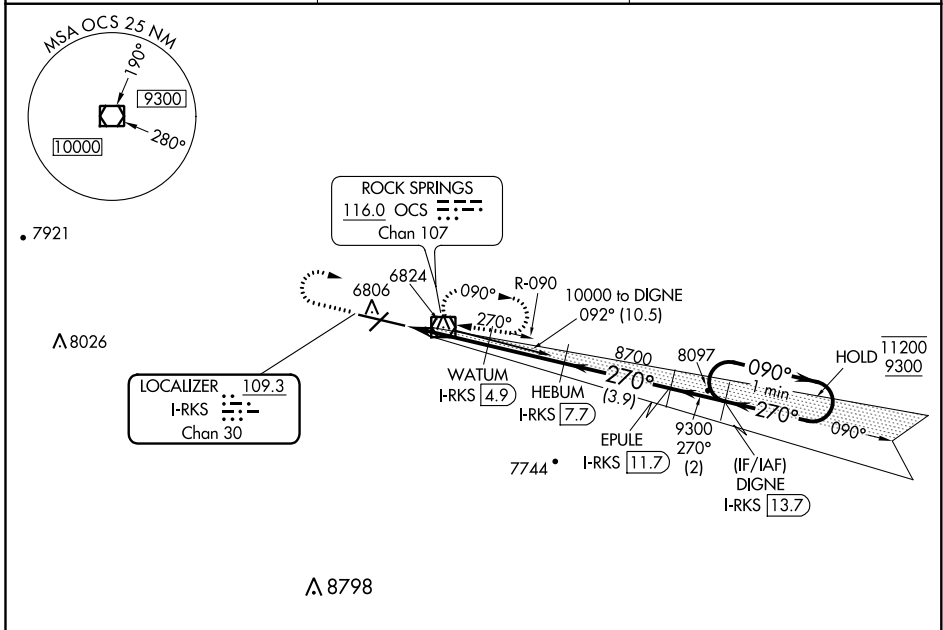 MSA OCS 25 NM
190°
9300
280°
10000
7921
ROCK SPRINGS
116.0 OCS
Chan 107
6824
6806
090°
R-090
270°
10000 to DIGNE
092° (10.5)
8026
8700
8097
090°
1 min
270°
HOLD
11200
9300
090°
LOCALIZER 109.3
I-RKS
Chan 30
WATUM
I-RKS 4.9
HEBUM
I-RKS 7.7
270°
(3.9)
EPULE
I-RKS 11.7
9300
270°
(2)
(IF/IAF)
DIGNE
I-RKS 13.7
7744
8798